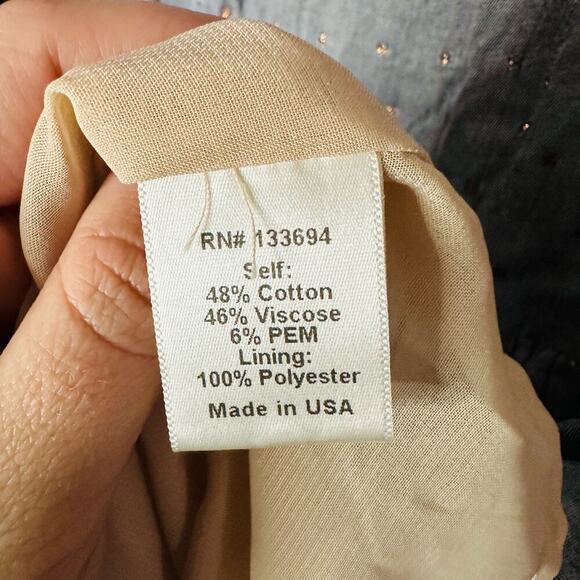 RN# 133694
Self:
48% Cotton
46% Viscose
6% PEM
Lining:
100% Polyester
Made in USA